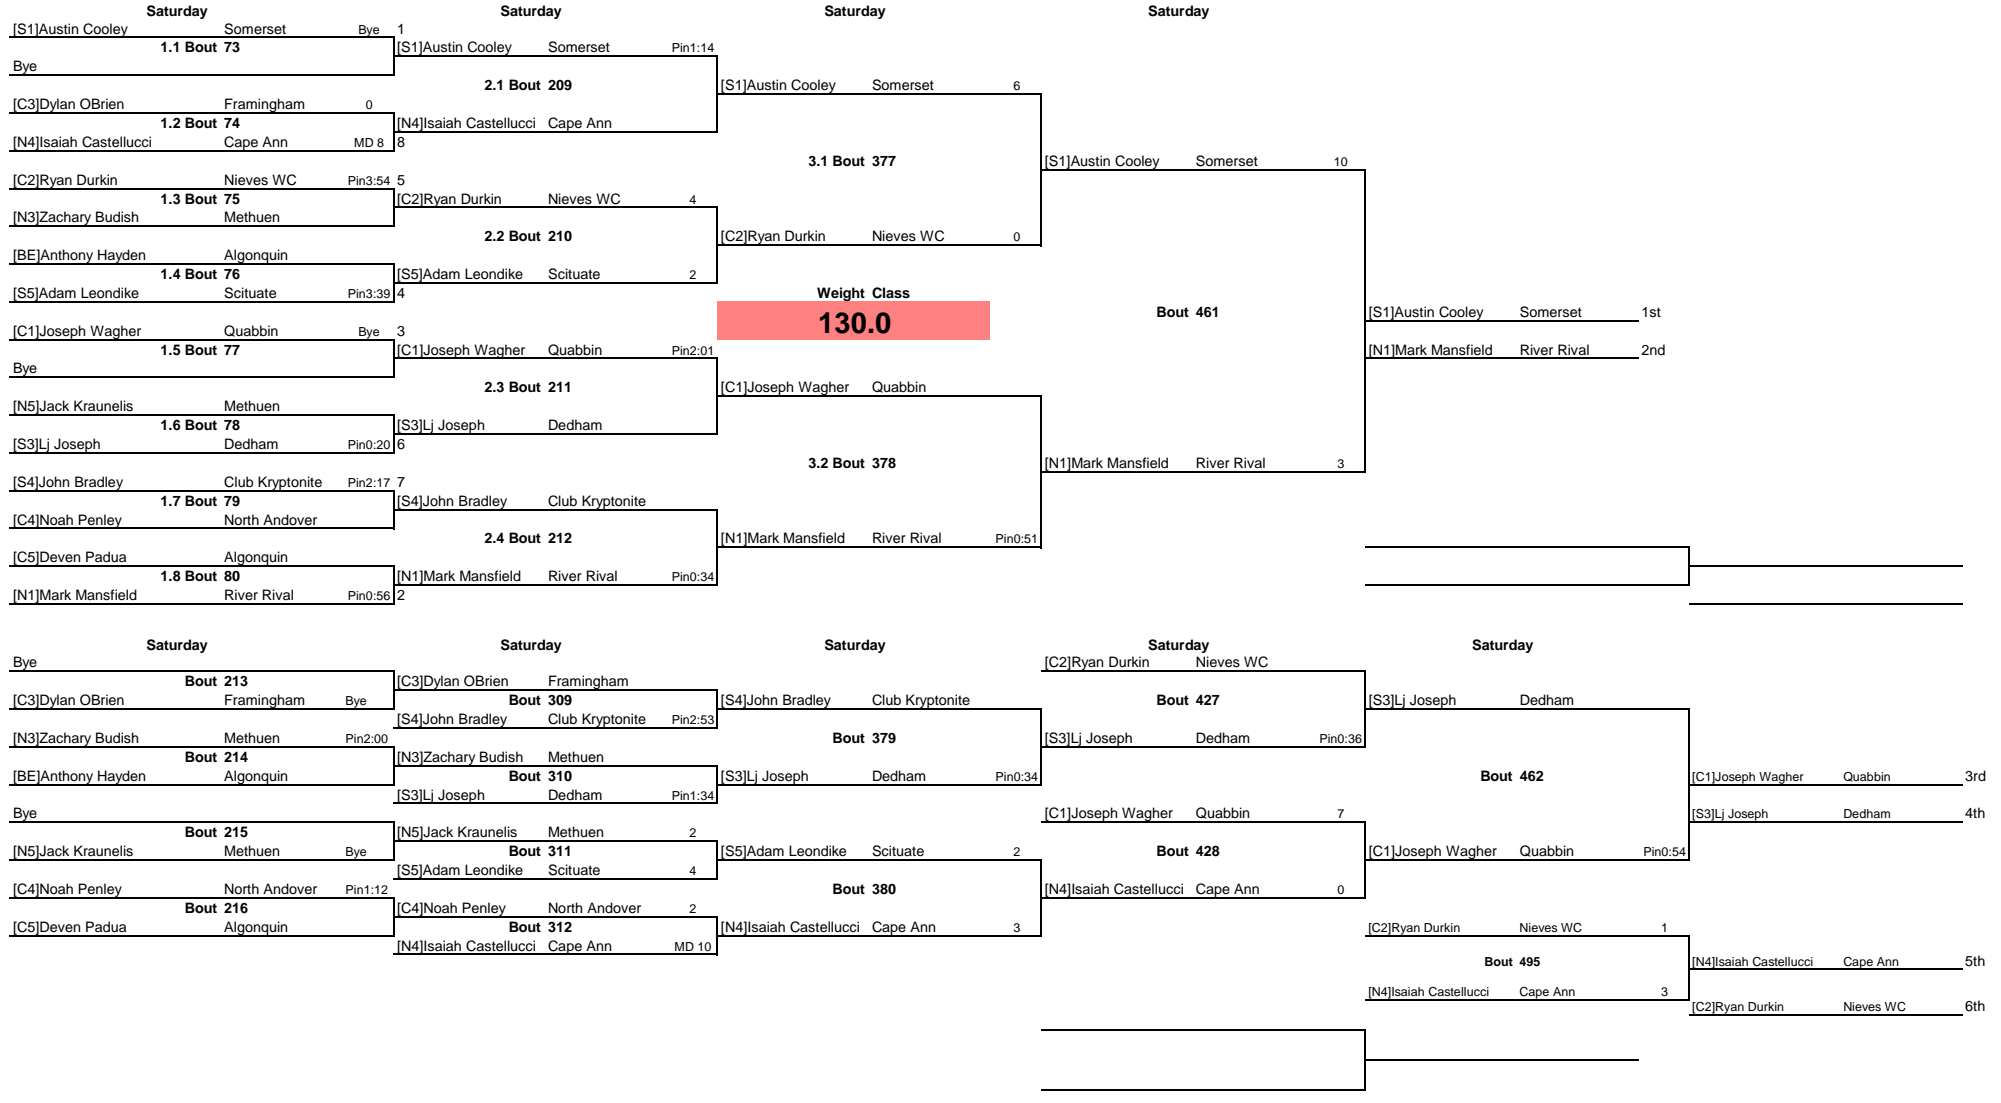 Saturday Saturday Saturday Saturday
[S1]Austin Cooley Somerset Bye 1
1.1 Bout 73 [S1]Austin Cooley Somerset Pin1:14
Bye
2.1 Bout 209 [S1]Austin Cooley Somerset 6
[C3]Dylan OBrien Framingham 0
1.2 Bout 74 [N4]Isaiah Castellucci Cape Ann
[N4]Isaiah Castellucci Cape Ann MD 8 8
3.1 Bout 377 [S1]Austin Cooley Somerset 10
[C2]Ryan Durkin Nieves WC Pin3:54 5
1.3 Bout 75 [C2]Ryan Durkin Nieves WC 4
[N3]Zachary Budish Methuen
2.2 Bout 210 [C2]Ryan Durkin Nieves WC 0
[BE]Anthony Hayden Algonquin
1.4 Bout 76 [S5]Adam Leondike Scituate 2
[S5]Adam Leondike Scituate Pin3:39 4 Weight Class
130.0 Bout 461 [S1]Austin Cooley Somerset 1st
[C1]Joseph Wagher Quabbin Bye 3
1.5 Bout 77 [C1]Joseph Wagher Quabbin Pin2:01 [N1]Mark Mansfield River Rival 2nd
Bye
2.3 Bout 211 [C1]Joseph Wagher Quabbin
[N5]Jack Kraunelis Methuen
1.6 Bout 78 [S3]Lj Joseph Dedham
[S3]Lj Joseph Dedham Pin0:20 6
3.2 Bout 378 [N1]Mark Mansfield River Rival 3
[S4]John Bradley Club Kryptonite Pin2:17 7
1.7 Bout 79 [S4]John Bradley Club Kryptonite
[C4]Noah Penley North Andover
2.4 Bout 212 [N1]Mark Mansfield River Rival Pin0:51
[C5]Deven Padua Algonquin
1.8 Bout 80 [N1]Mark Mansfield River Rival Pin0:34
[N1]Mark Mansfield River Rival Pin0:56 2
Saturday Saturday Saturday Saturday Saturday
Bye [C2]Ryan Durkin Nieves WC
Bout 213 [C3]Dylan OBrien Framingham
[C3]Dylan OBrien Framingham Bye Bout 309 [S4]John Bradley Club Kryptonite Bout 427 [S3]Lj Joseph Dedham
[S4]John Bradley Club Kryptonite Pin2:53
[N3]Zachary Budish Methuen Pin2:00 Bout 379 [S3]Lj Joseph Dedham Pin0:36
Bout 214 [N3]Zachary Budish Methuen
[BE]Anthony Hayden Algonquin Bout 310 [S3]Lj Joseph Dedham Pin0:34 Bout 462 [C1]Joseph Wagher Quabbin 3rd
[S3]Lj Joseph Dedham Pin1:34
Bye [C1]Joseph Wagher Quabbin 7 [S3]Lj Joseph Dedham 4th
Bout 215 [N5]Jack Kraunelis Methuen 2
[N5]Jack Kraunelis Methuen Bye Bout 311 [S5]Adam Leondike Scituate 2 Bout 428 [C1]Joseph Wagher Quabbin Pin0:54
[S5]Adam Leondike Scituate 4
[C4]Noah Penley North Andover Pin1:12 Bout 380 [N4]Isaiah Castellucci Cape Ann 0
Bout 216 [C4]Noah Penley North Andover 2
[C5]Deven Padua Algonquin Bout 312 [N4]Isaiah Castellucci Cape Ann 3 [C2]Ryan Durkin Nieves WC 1
[N4]Isaiah Castellucci Cape Ann MD 10
Bout 495 [N4]Isaiah Castellucci Cape Ann 5th
[N4]Isaiah Castellucci Cape Ann 3
[C2]Ryan Durkin Nieves WC 6th